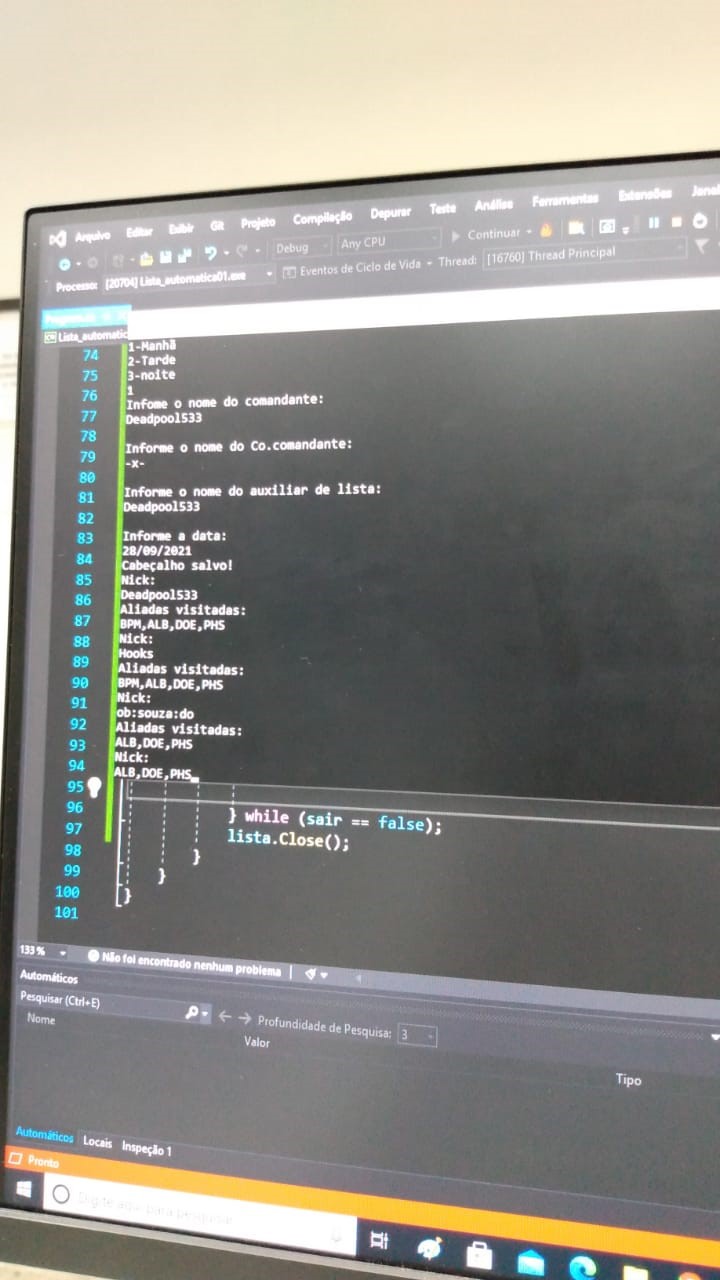 Arquivo Editar Exibir Git Projeto Compilação Depurar Teste Análise Ferramentas Extensões
Debug Any CPU Continuar
Processo: [20704] Lista_automatica01.exe Eventos de Ciclo de Vida Thread: [16760] Thread Principal
Lista_automatic
74 1-Manhã
75 2-Tarde
3-noite
76 1
77 Infome o nome do comandante:
Deadpool533
78
79 Informe o nome do Co.comandante:
-x-
80
81 Informe o nome do auxiliar de lista:
Deadpool533
82
83 Informe a data:
28/09/2021
84 Cabeçalho salvo!
85 Nick:
86 Deadpool533
Aliadas visitadas:
87 BPM,ALB,DOE,PHS
88 Nick:
Hooks
89 Aliadas visitadas:
90 BPM,ALB,DOE,PHS
91 Nick:
ob:souza:do
92 Aliadas visitadas:
93 ALB,DOE,PHS
94 Nick:
ALB,DOE,PHS_
95
96 } while (sair == false);
97 lista.Close();
98 }
99 }
100 }
101
133 % Não foi encontrado nenhum problema
Automáticos
Pesquisar (Ctrl+E) Profundidade de Pesquisa: 3
Nome Valor Tipo
Automáticos Locais Inspeção 1
Pronto
Digite aqui para pesquisar